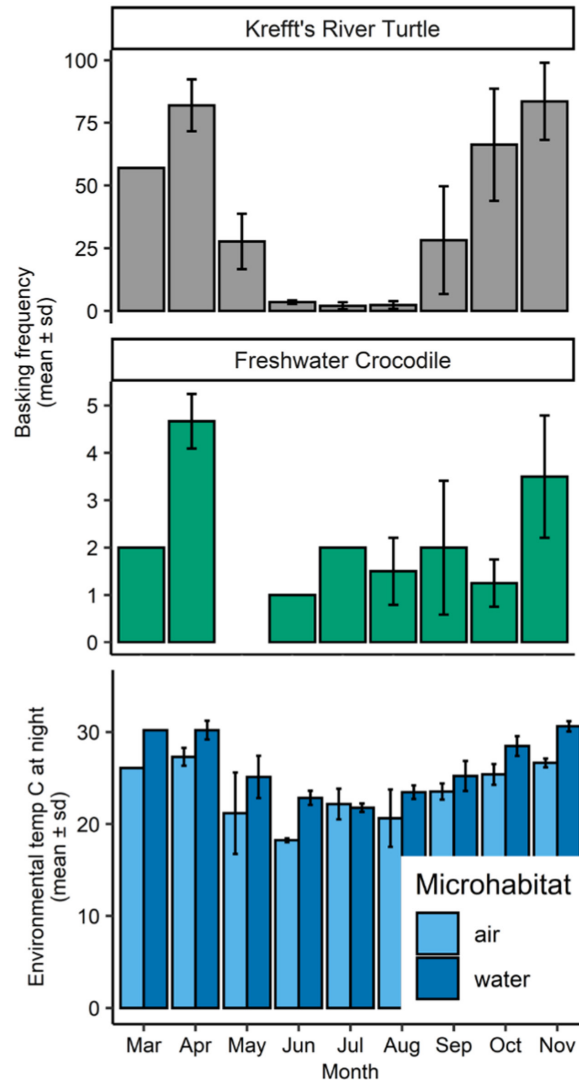 Krefft's River Turtle
100
75
50
25
0
Basking frequency
(mean ± sd)
Freshwater Crocodile
5
4
3
2
1
0
Environmental temp C at night
(mean ± sd)
30
20
10
0
Microhabitat
air
water
Mar Apr May Jun Jul Aug Sep Oct Nov
Month